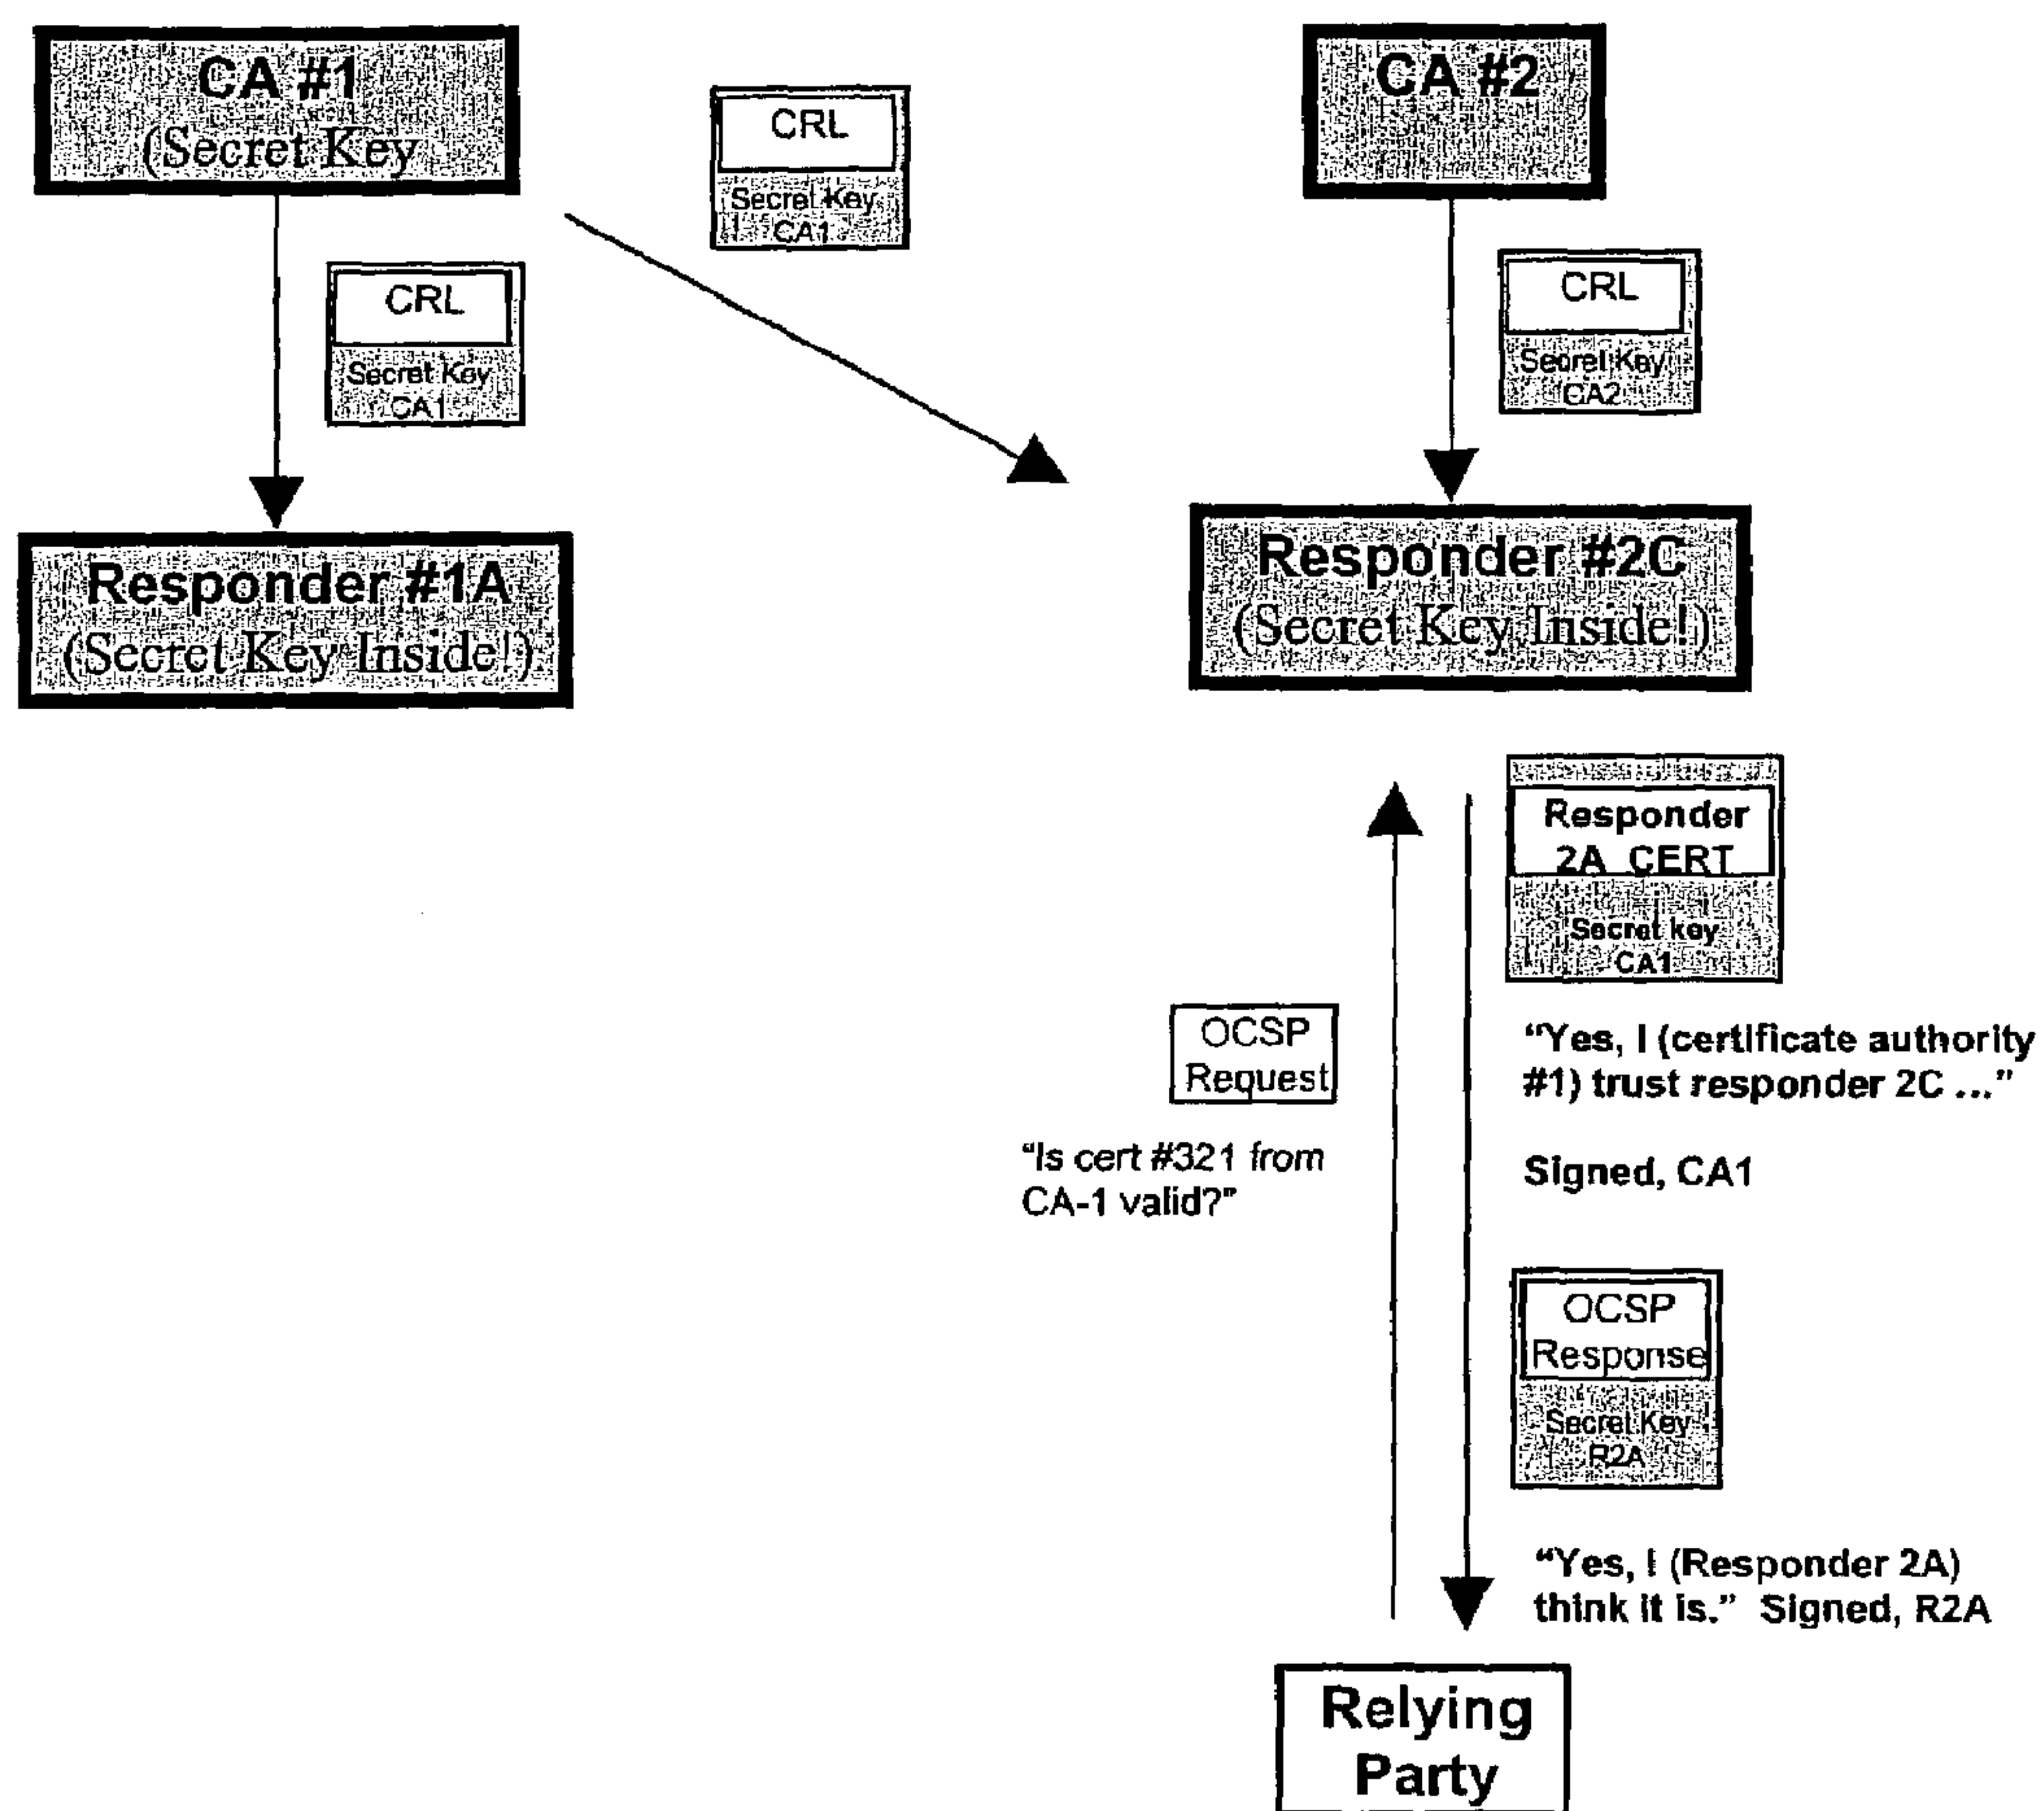 CA #1
(Secret Key
CRL
Secret Key
CA1
CA #2
CRL
Secret Key
CA1
CRL
Secret Key
CA2
Responder #1A
(Secret Key Inside!)
Responder #2C
(Secret Key Inside!)
Responder
2A CERT
Secret key
CA1
OCSP
Request
"Is cert #321 from
CA-1 valid?"
“Yes, I (certificate authority
#1) trust responder 2C ...”
Signed, CA1
OCSP
Response
Secret Key
R2A
“Yes, I (Responder 2A)
think it is.” Signed, R2A
Relying
Party